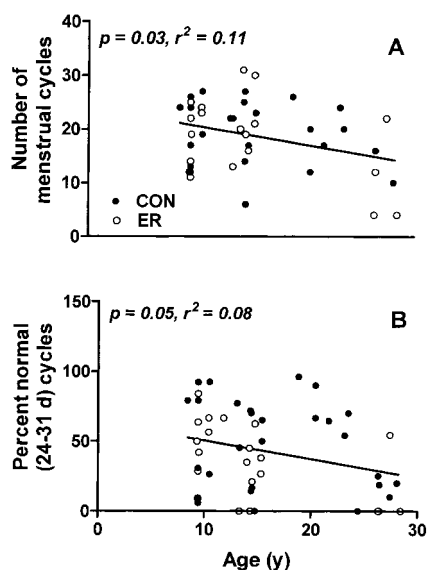 p = 0.03, r² = 0.11
A
Number of
menstrual cycles
40
30
20
10
0
CON
ER
p = 0.05, r² = 0.08
B
Percent normal
(24-31 d) cycles
150
100
50
0
0
10
20
30
Age (y)